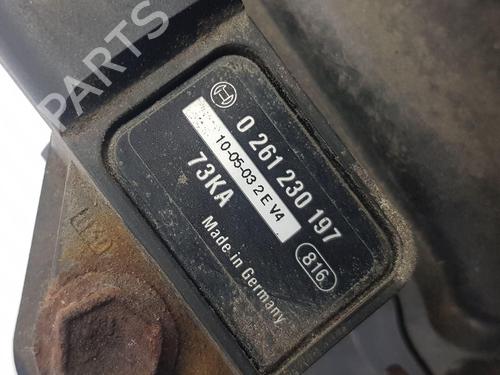 0 261 230 197
10-05-03 2 E V4
73KA
816.
Made in Germany
PARTS